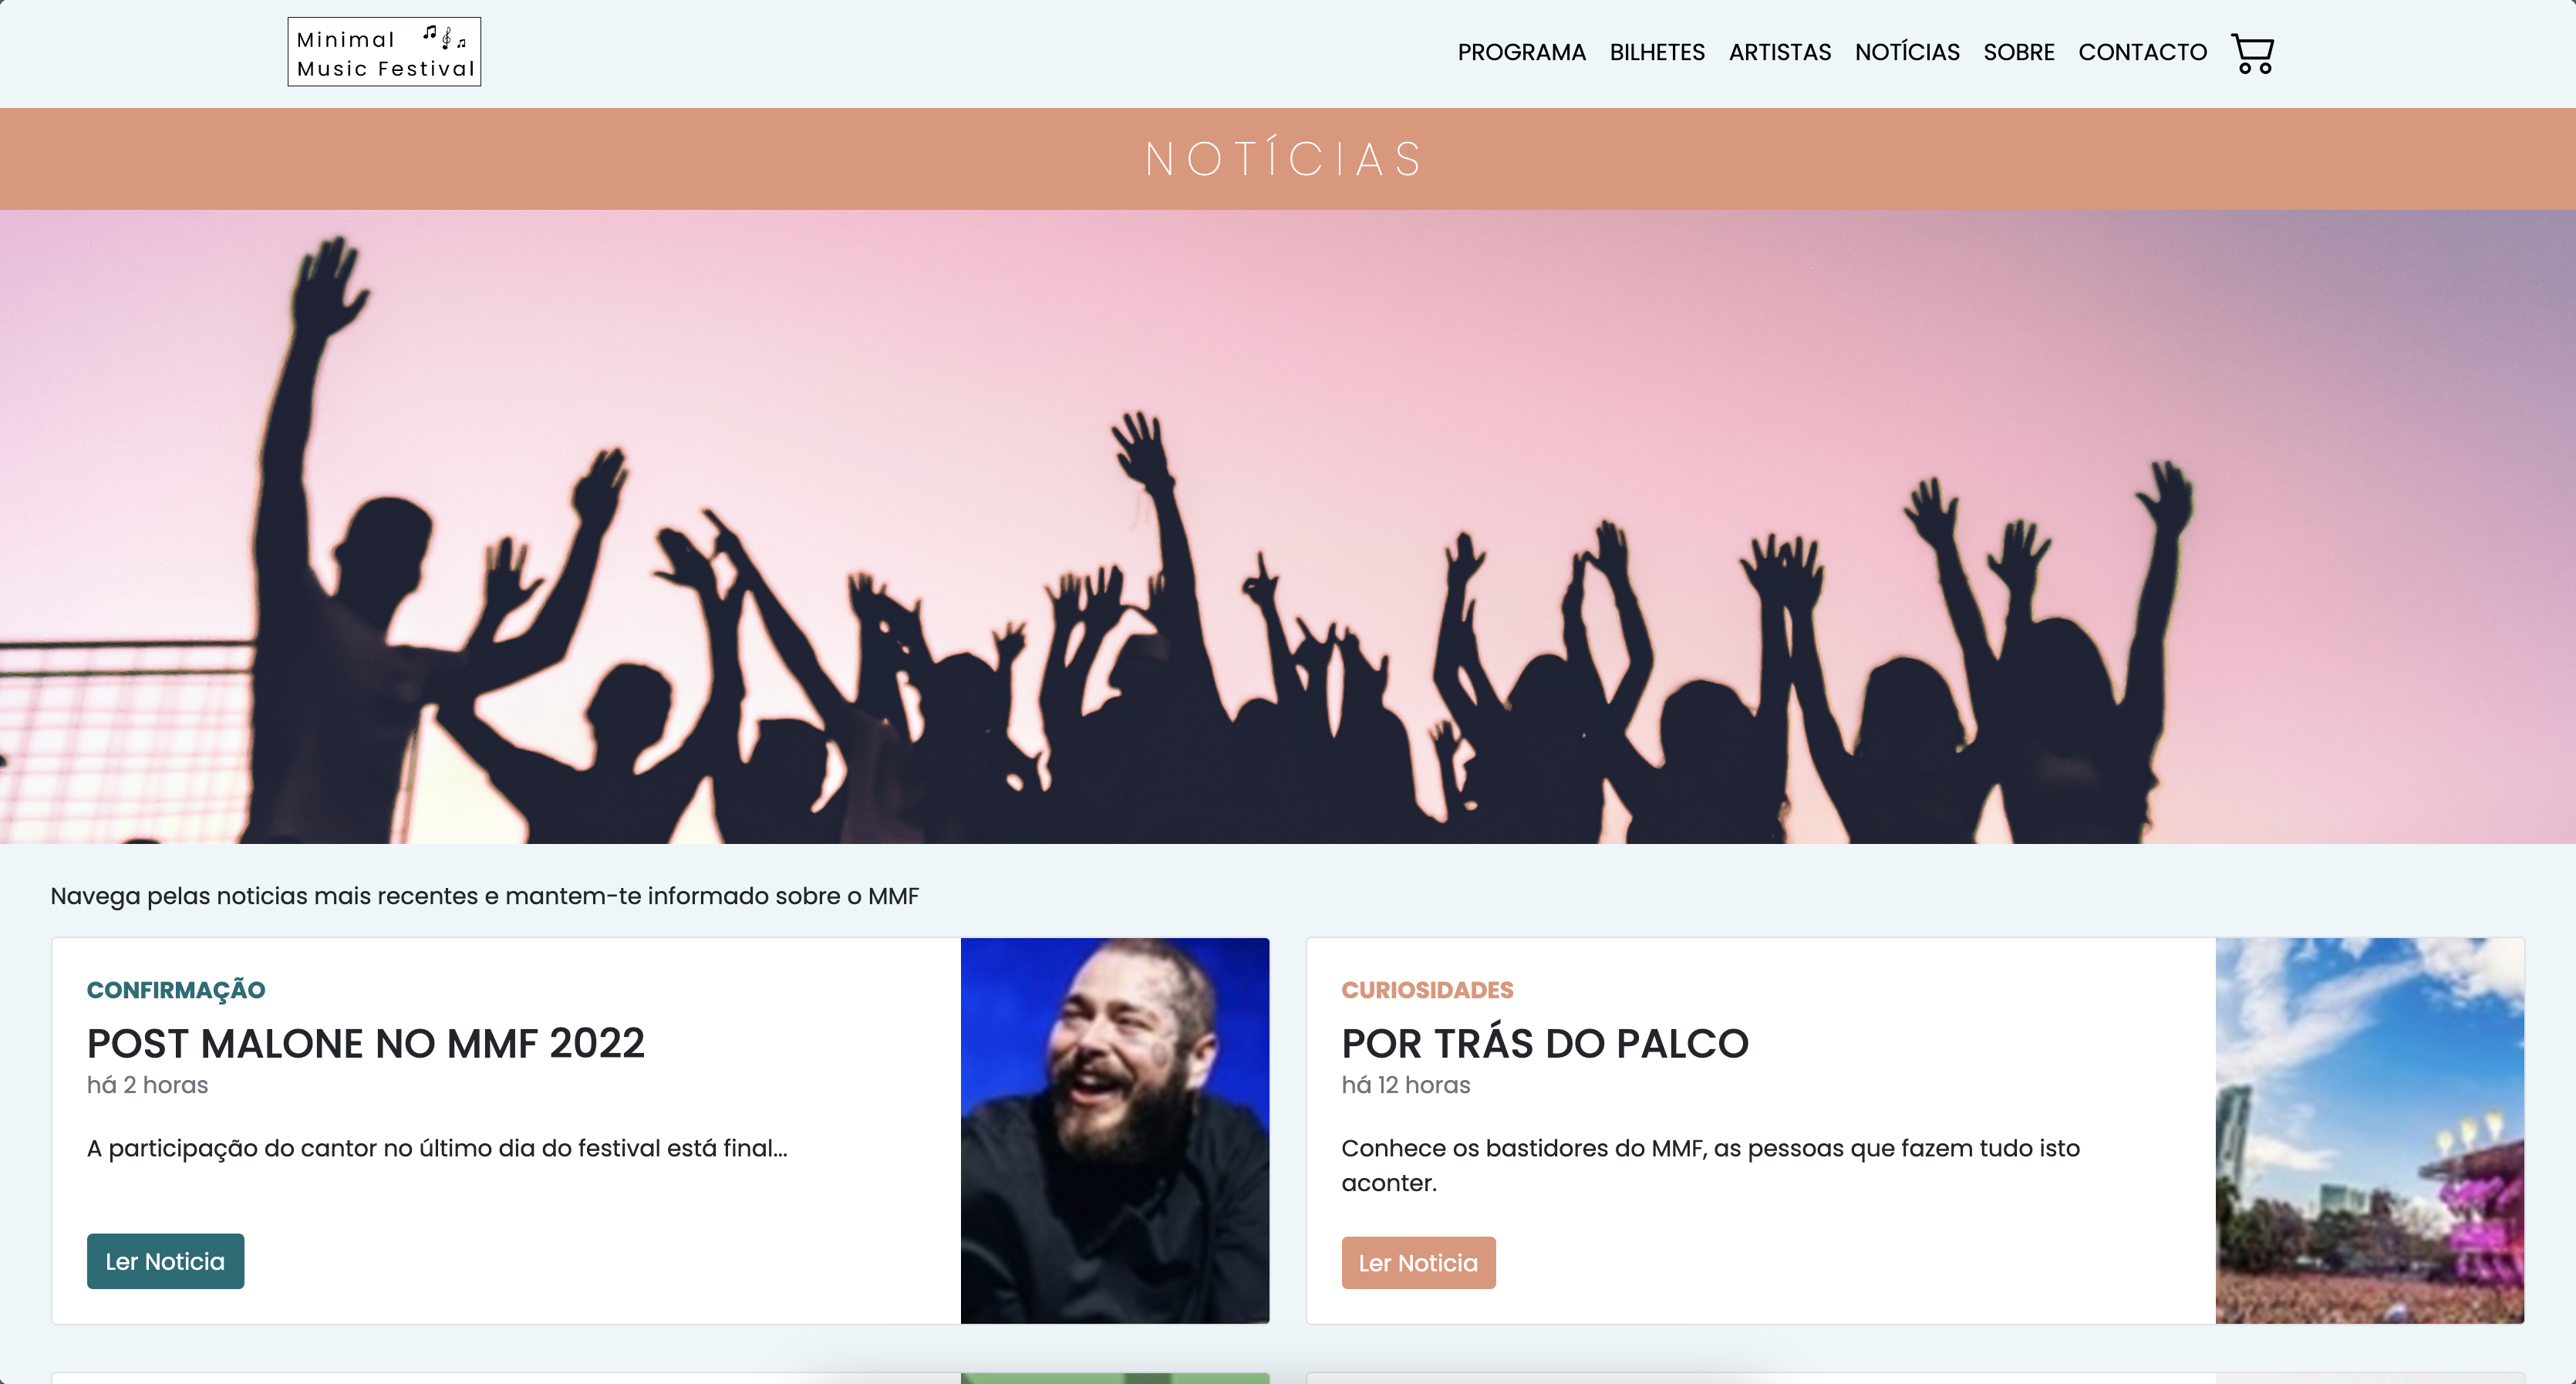 Minimal
Music Festival
PROGRAMA BILHETES ARTISTAS NOTÍCIAS SOBRE CONTACTO
NOTÍCIAS
Navega pelas noticias mais recentes e mantem-te informado sobre o MMF
CONFIRMAÇÃO
POST MALONE NO MMF 2022
há 2 horas
A participação do cantor no último dia do festival está final...
Ler Noticia
CURIOSIDADES
POR TRÁS DO PALCO
há 12 horas
Conhece os bastidores do MMF, as pessoas que fazem tudo isto
aconter.
Ler Noticia